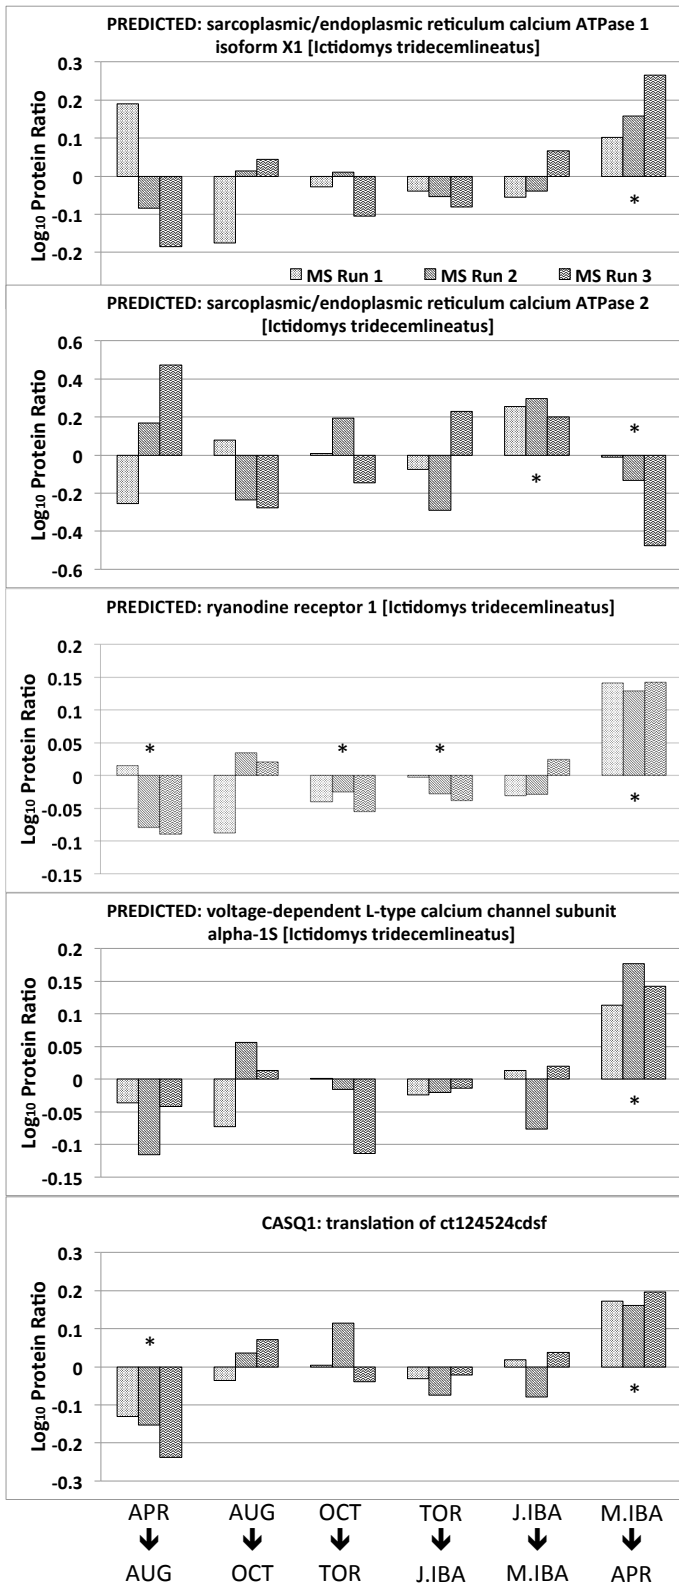 PREDICTED: sarcoplasmic/endoplasmic reticulum calcium ATPase 1
isoform X1 [Ictidomys tridecemlineatus]
0.3
0.2
0.1
0
-0.1
-0.2
Log₁₀ Protein Ratio
*
MS Run 1 MS Run 2 MS Run 3
PREDICTED: sarcoplasmic/endoplasmic reticulum calcium ATPase 2
[Ictidomys tridecemlineatus]
0.6
0.4
0.2
0
-0.2
-0.4
-0.6
Log₁₀ Protein Ratio
* *
PREDICTED: ryanodine receptor 1 [Ictidomys tridecemlineatus]
0.2
0.15
0.1
0.05
0
-0.05
-0.1
-0.15
Log₁₀ Protein Ratio
* * * *
PREDICTED: voltage-dependent L-type calcium channel subunit
alpha-1S [Ictidomys tridecemlineatus]
0.2
0.15
0.1
0.05
0
-0.05
-0.1
-0.15
Log₁₀ Protein Ratio
*
CASQ1: translation of ct124524cdsf
0.3
0.2
0.1
0
-0.1
-0.2
-0.3
Log₁₀ Protein Ratio
* *
APR AUG OCT TOR J.IBA M.IBA
AUG OCT TOR J.IBA M.IBA APR